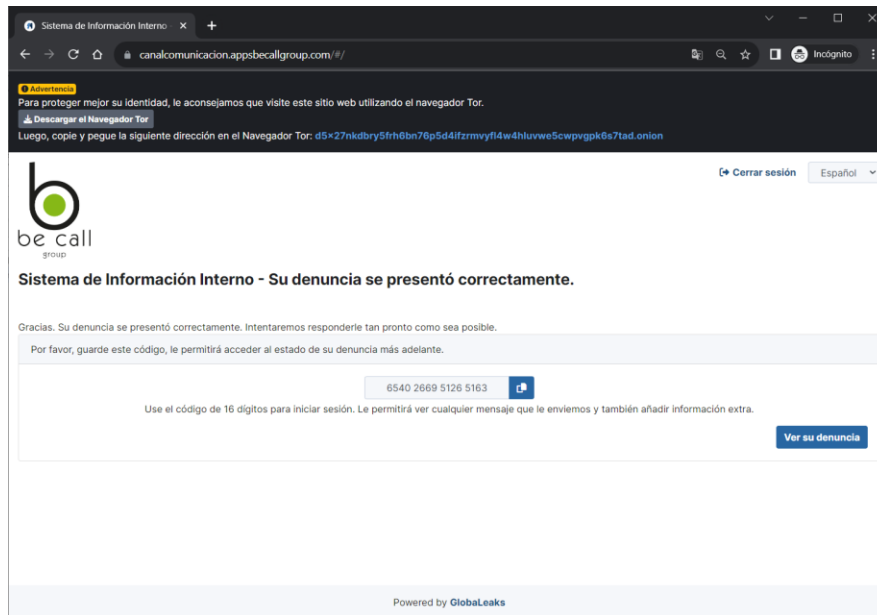 Sistema de Información Interno
canalcomunicacion.appsbecallgroup.com/#/
Incógnito
Advertencia
Para proteger mejor su identidad, le aconsejamos que visite este sitio web utilizando el navegador Tor.
Descargar el Navegador Tor
Luego, copie y pegue la siguiente dirección en el Navegador Tor: d5x27nkdbry5frh6bn76p5d4ifzrmvyfl4w4hluvwe5cwpvgpk6s7tad.onion
Cerrar sesión
Español
be call
group
Sistema de Información Interno - Su denuncia se presentó correctamente.
Gracias. Su denuncia se presentó correctamente. Intentaremos responderle tan pronto como sea posible.
Por favor, guarde este código, le permitirá acceder al estado de su denuncia más adelante.
6540 2669 5126 5163
Use el código de 16 dígitos para iniciar sesión. Le permitirá ver cualquier mensaje que le enviemos y también añadir información extra.
Ver su denuncia
Powered by GlobaLeaks